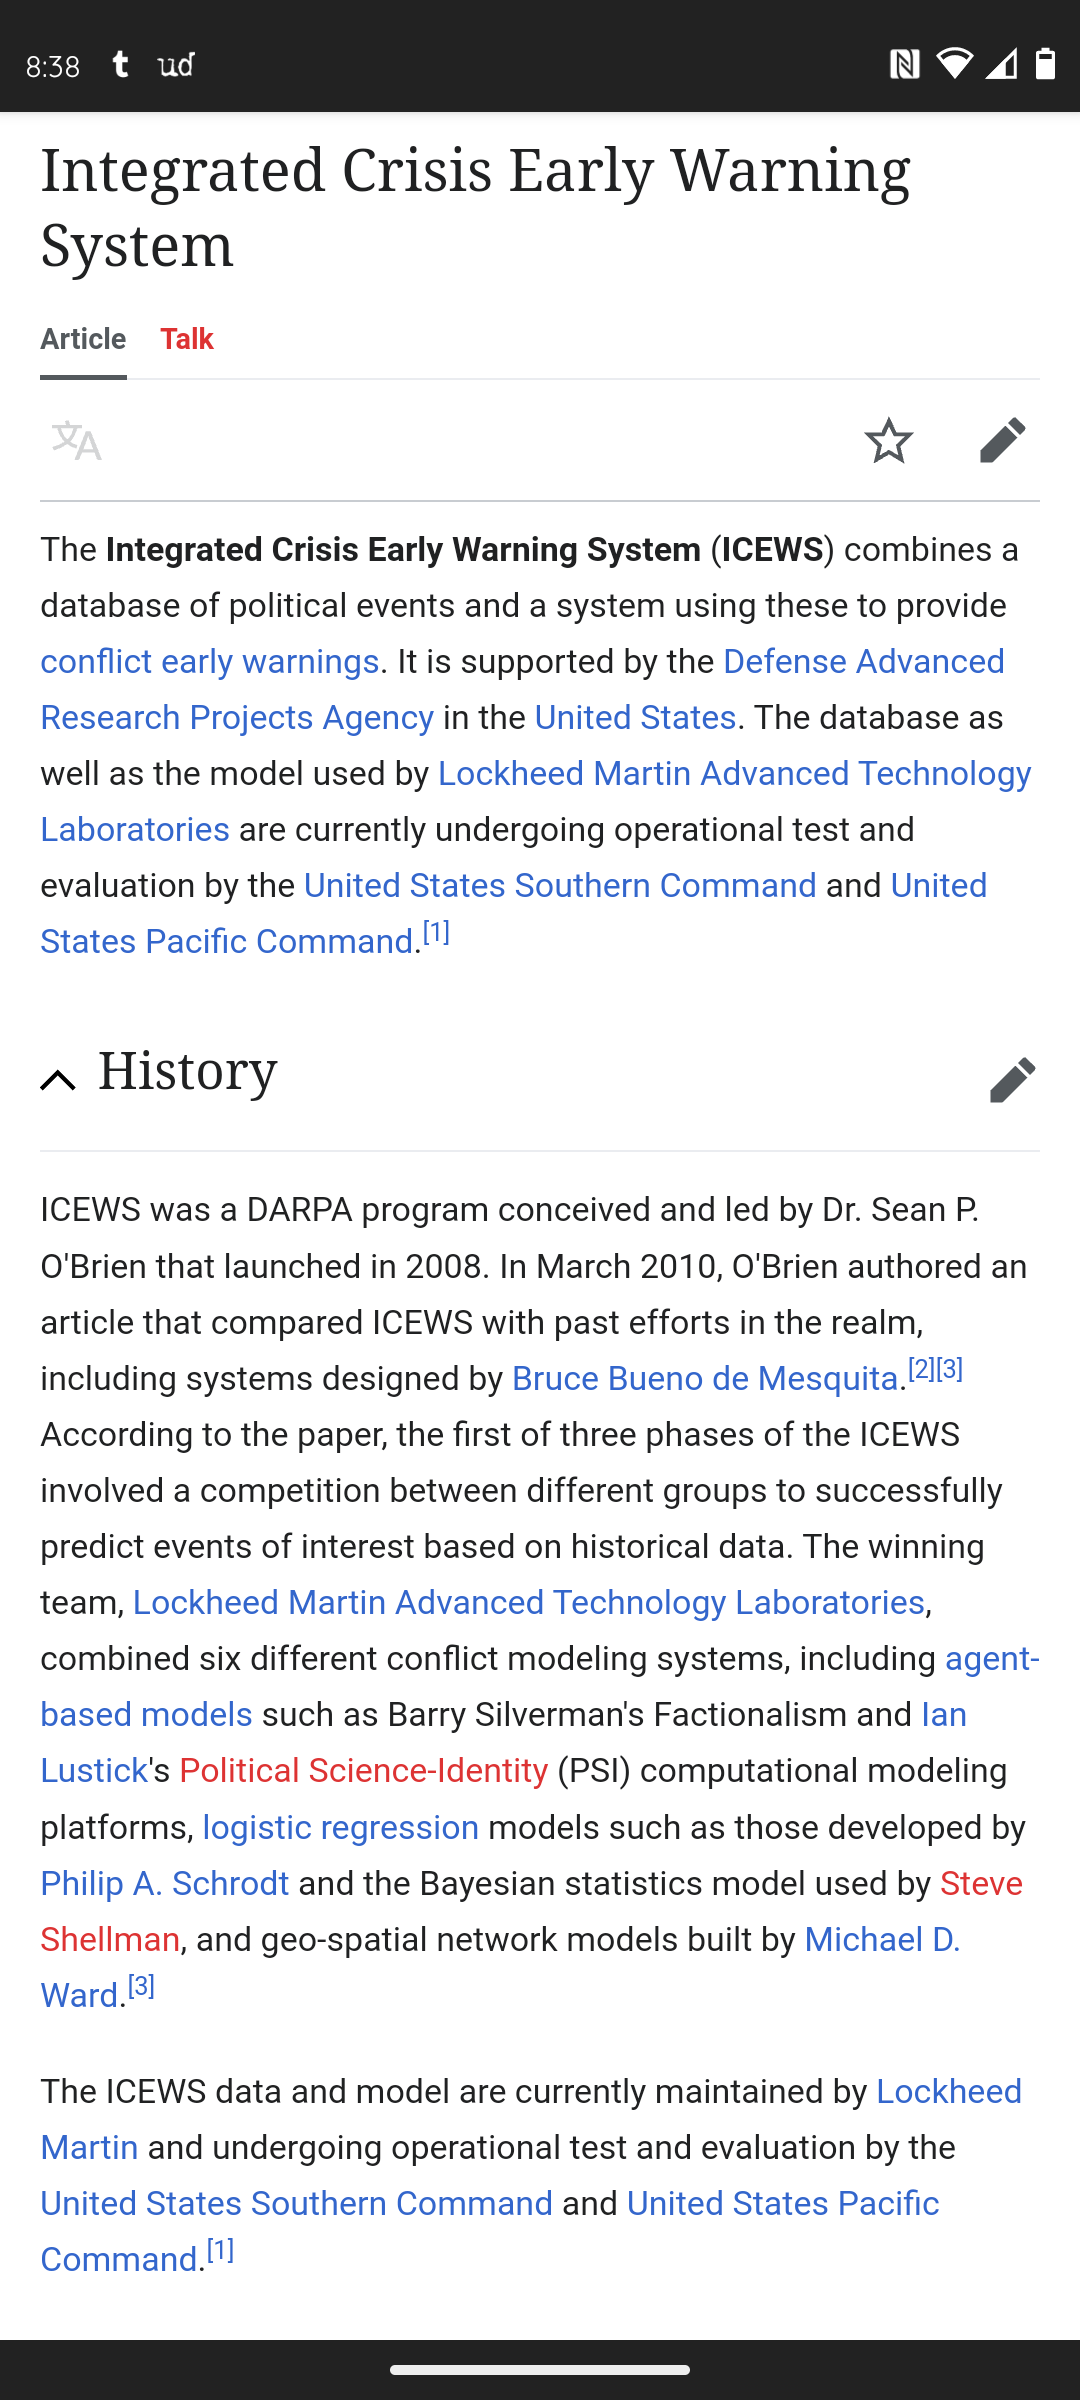 8:38 t ud
Integrated Crisis Early Warning
System
Article Talk
文A
The Integrated Crisis Early Warning System (ICEWS) combines a
database of political events and a system using these to provide
conflict early warnings. It is supported by the Defense Advanced
Research Projects Agency in the United States. The database as
well as the model used by Lockheed Martin Advanced Technology
Laboratories are currently undergoing operational test and
evaluation by the United States Southern Command and United
States Pacific Command.[1]
History
ICEWS was a DARPA program conceived and led by Dr. Sean P.
O'Brien that launched in 2008. In March 2010, O'Brien authored an
article that compared ICEWS with past efforts in the realm,
including systems designed by Bruce Bueno de Mesquita.[2][3]
According to the paper, the first of three phases of the ICEWS
involved a competition between different groups to successfully
predict events of interest based on historical data. The winning
team, Lockheed Martin Advanced Technology Laboratories,
combined six different conflict modeling systems, including agent-
based models such as Barry Silverman's Factionalism and Ian
Lustick's Political Science-Identity (PSI) computational modeling
platforms, logistic regression models such as those developed by
Philip A. Schrodt and the Bayesian statistics model used by Steve
Shellman, and geo-spatial network models built by Michael D.
Ward.[3]
The ICEWS data and model are currently maintained by Lockheed
Martin and undergoing operational test and evaluation by the
United States Southern Command and United States Pacific
Command.[1]